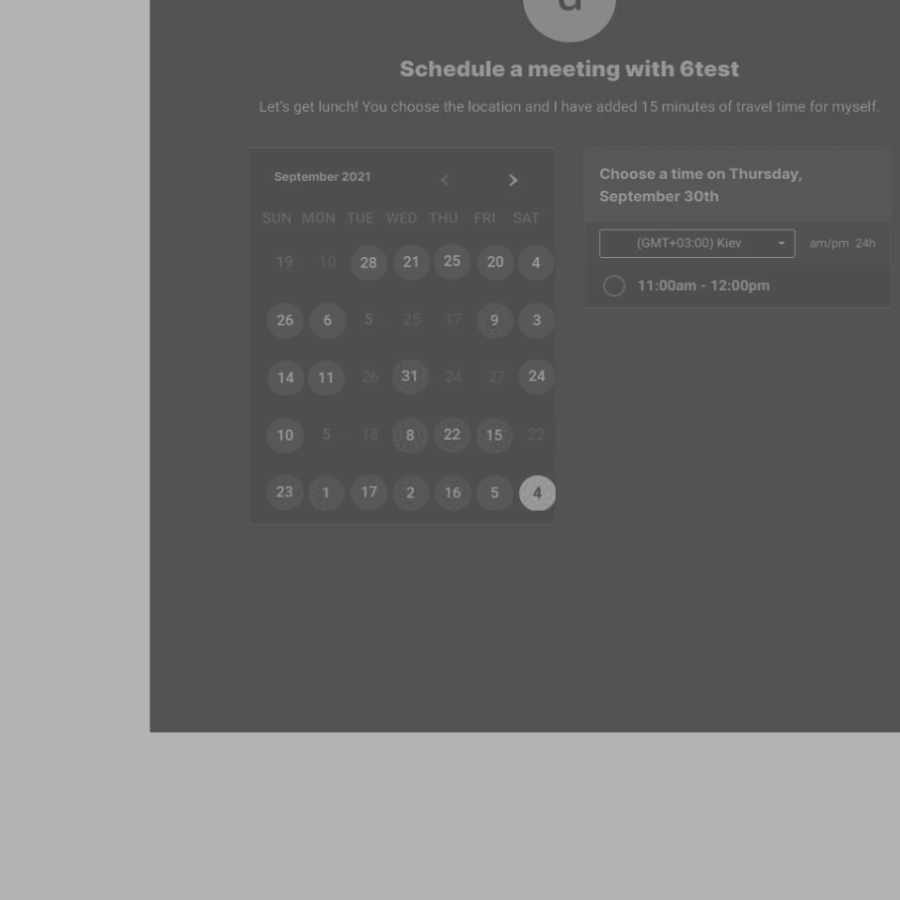 Schedule a meeting with 6test
Let's get lunch! You choose the location and I have added 15 minutes of travel time for myself.
September 2021
SUN MON TUE WED THU FRI SAT
19 10 28 21 25 20 4
26 6 5 25 17 9 3
14 11 26 31 24 27 24
10 5 18 8 22 15 22
23 1 17 2 16 5 4
Choose a time on Thursday,
September 30th
(GMT+03:00) Kiev am/pm 24h
11:00am - 12:00pm